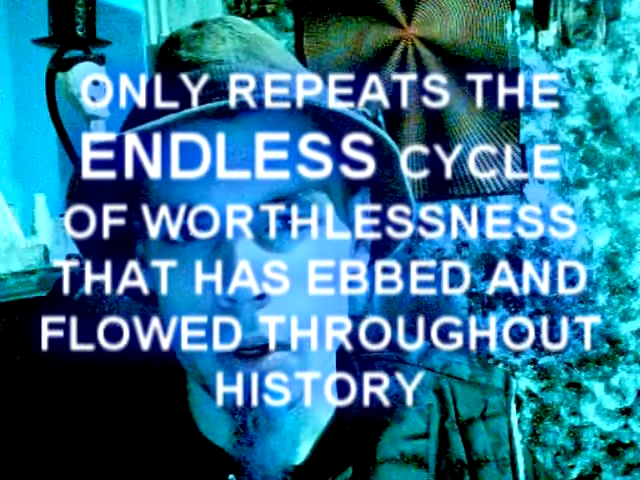 ONLY REPEATS THE
ENDLESS CYCLE
OF WORTHLESSNESS
THAT HAS EBBED AND
FLOWED THROUGHOUT
HISTORY